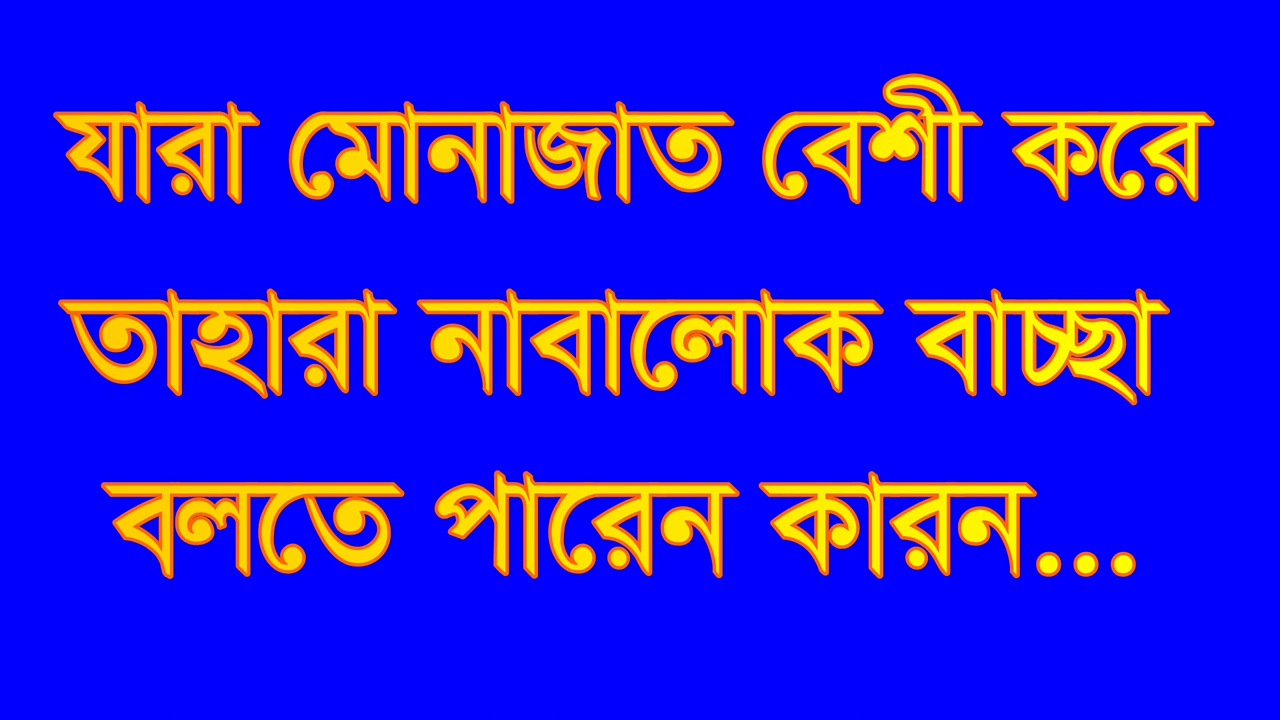 যারা মোনাজাত বেশী করে
তাহারা নাবালোক বাচ্ছা
বলতে পারেন কারন...